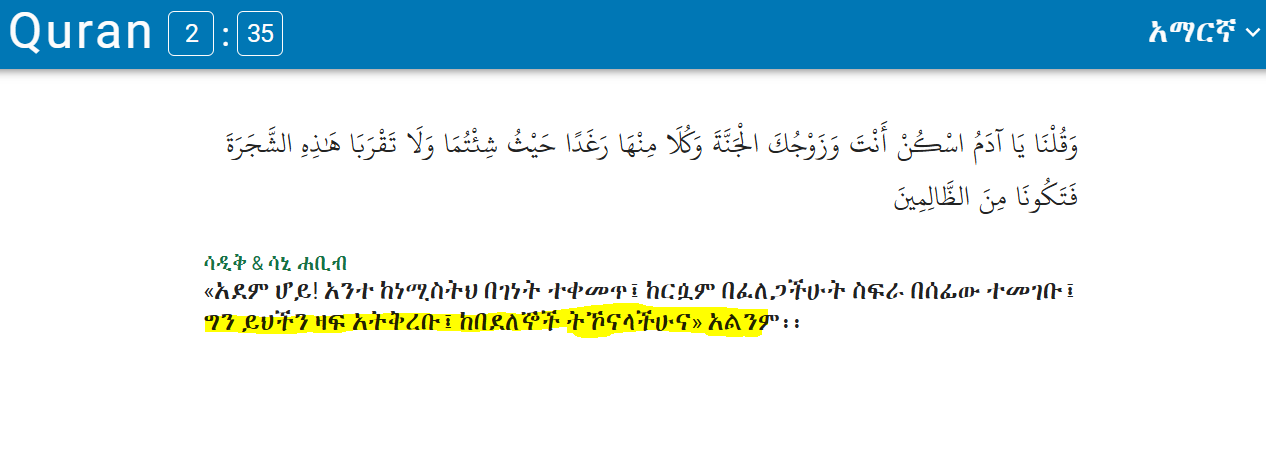 Quran 2 : 35 አማርኛ
وَقُلْنَا يَا آدَمُ اسْكُنْ أَنْتَ وَزَوْجُكَ الْجَنَّةَ وَكُلَا مِنْهَا رَغَدًا حَيْثُ شِئْتُمَا وَلَا تَقْرَبَا هَٰذِهِ الشَّجَرَةَ
فَتَكُونَا مِنَ الظَّالِمِينَ
ሳዲቅ & ሳኒ ሐቢብ
«አደም ሆይ! አንተ ከነሚስትህ በገነት ተቀመጥ፤ ከርሷም በፈለጋችሁት ስፍራ በሰፊው ተመገቡ፤
ግን ይህችን ዛፍ አትቅረቡ፤ ከበደለኞች ትኾናላችሁና» አልንም፡፡